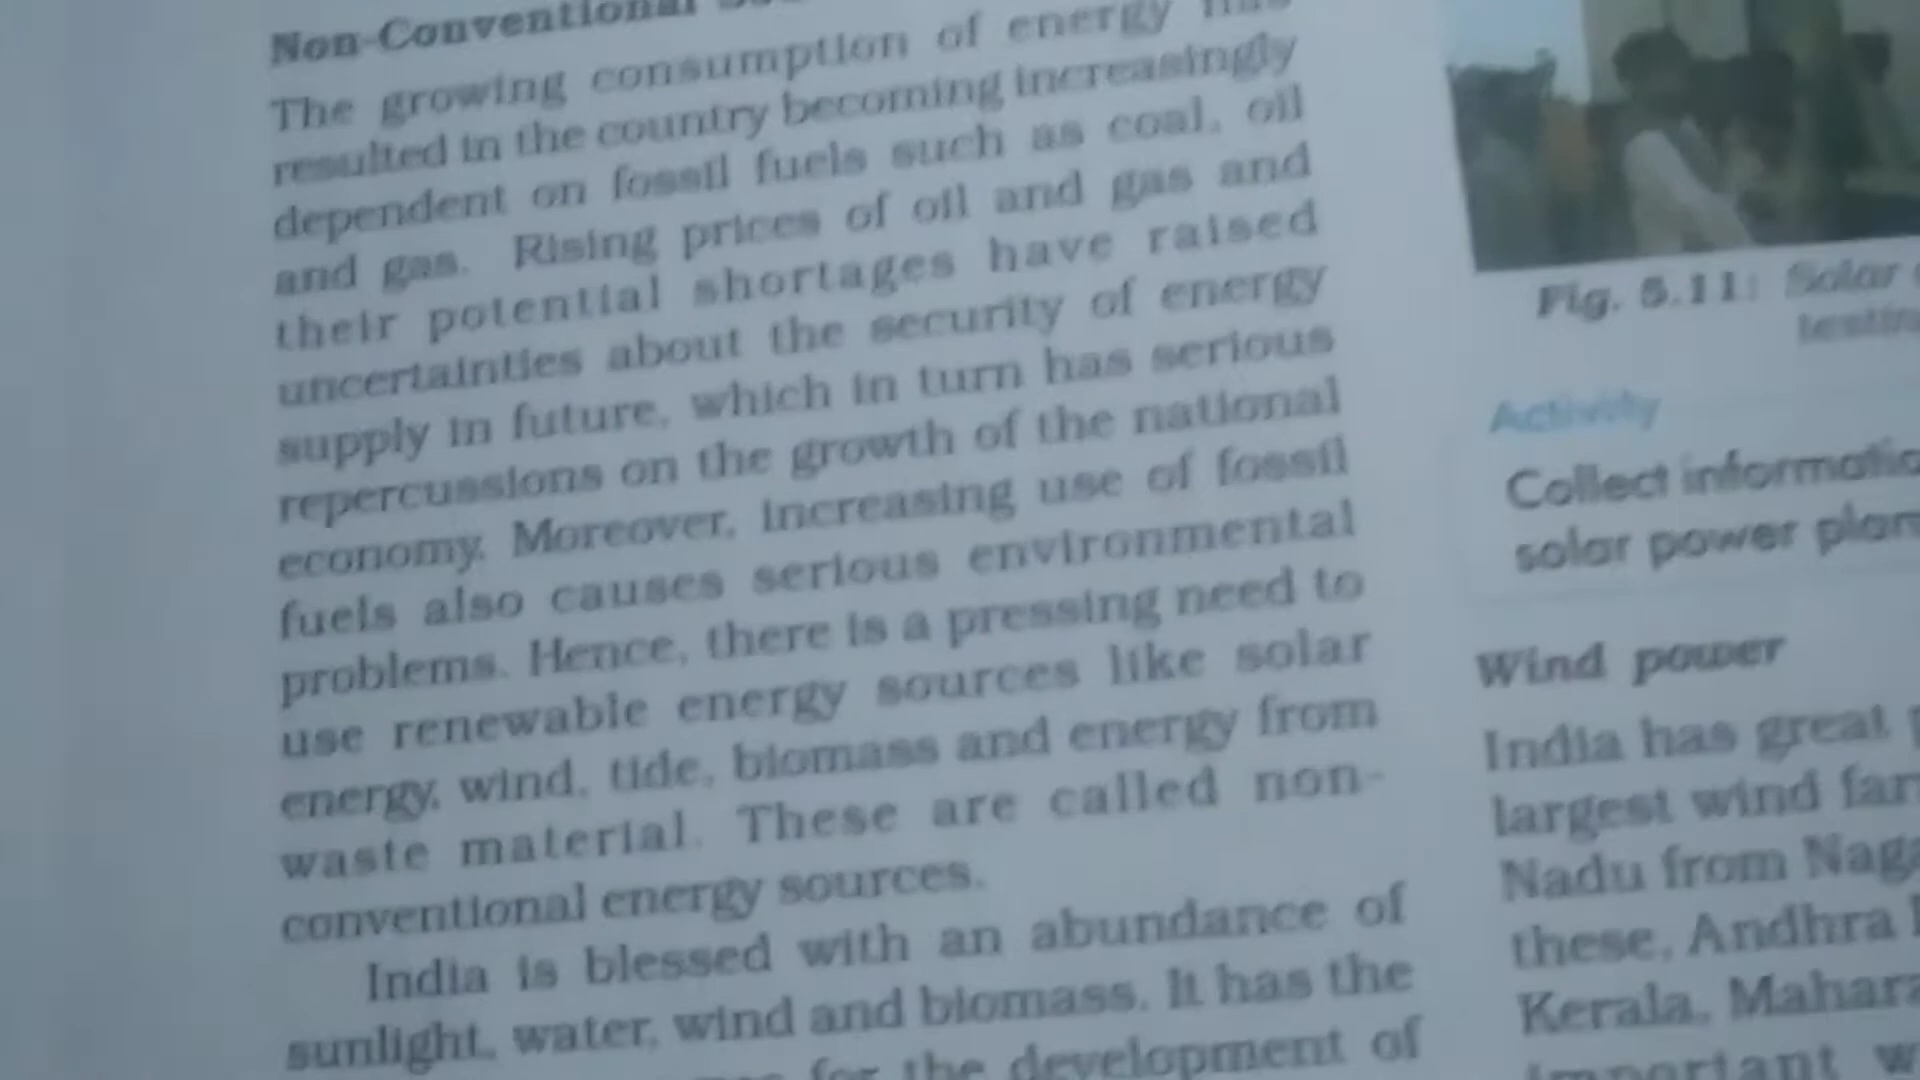 Non-Conventional
The growing consumption of energy has
resulted in the country becoming increasingly
dependent on fossil fuels such as coal, oil
and gas. Rising prices of oil and gas and
their potential shortages have raised
uncertainties about the security of energy
supply in future, which in turn has serious
repercussions on the growth of the national
economy. Moreover, increasing use of fossil
fuels also causes serious environmental
problems. Hence, there is a pressing need to
use renewable energy sources like solar
energy, wind, tide, biomass and energy from
waste material. These are called non-
conventional energy sources.
India is blessed with an abundance of
sunlight, water, wind and biomass. It has the
for the development of
Fig. 5.11: Solar
Activity
Collect
solar power
Wind power
India has great
largest wind
Nadu from
these, Andhra
Kerala,
important